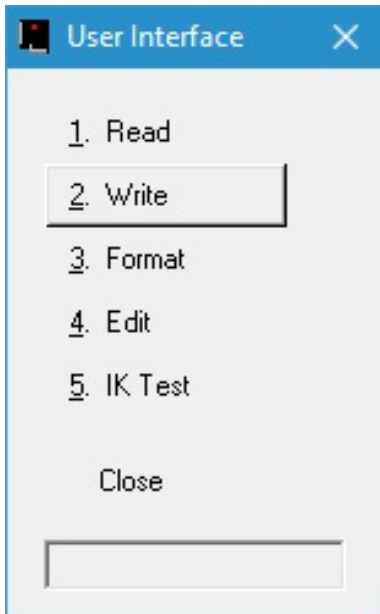 User Interface
1. Read
2. Write
3. Format
4. Edit
5. IK Test
Close